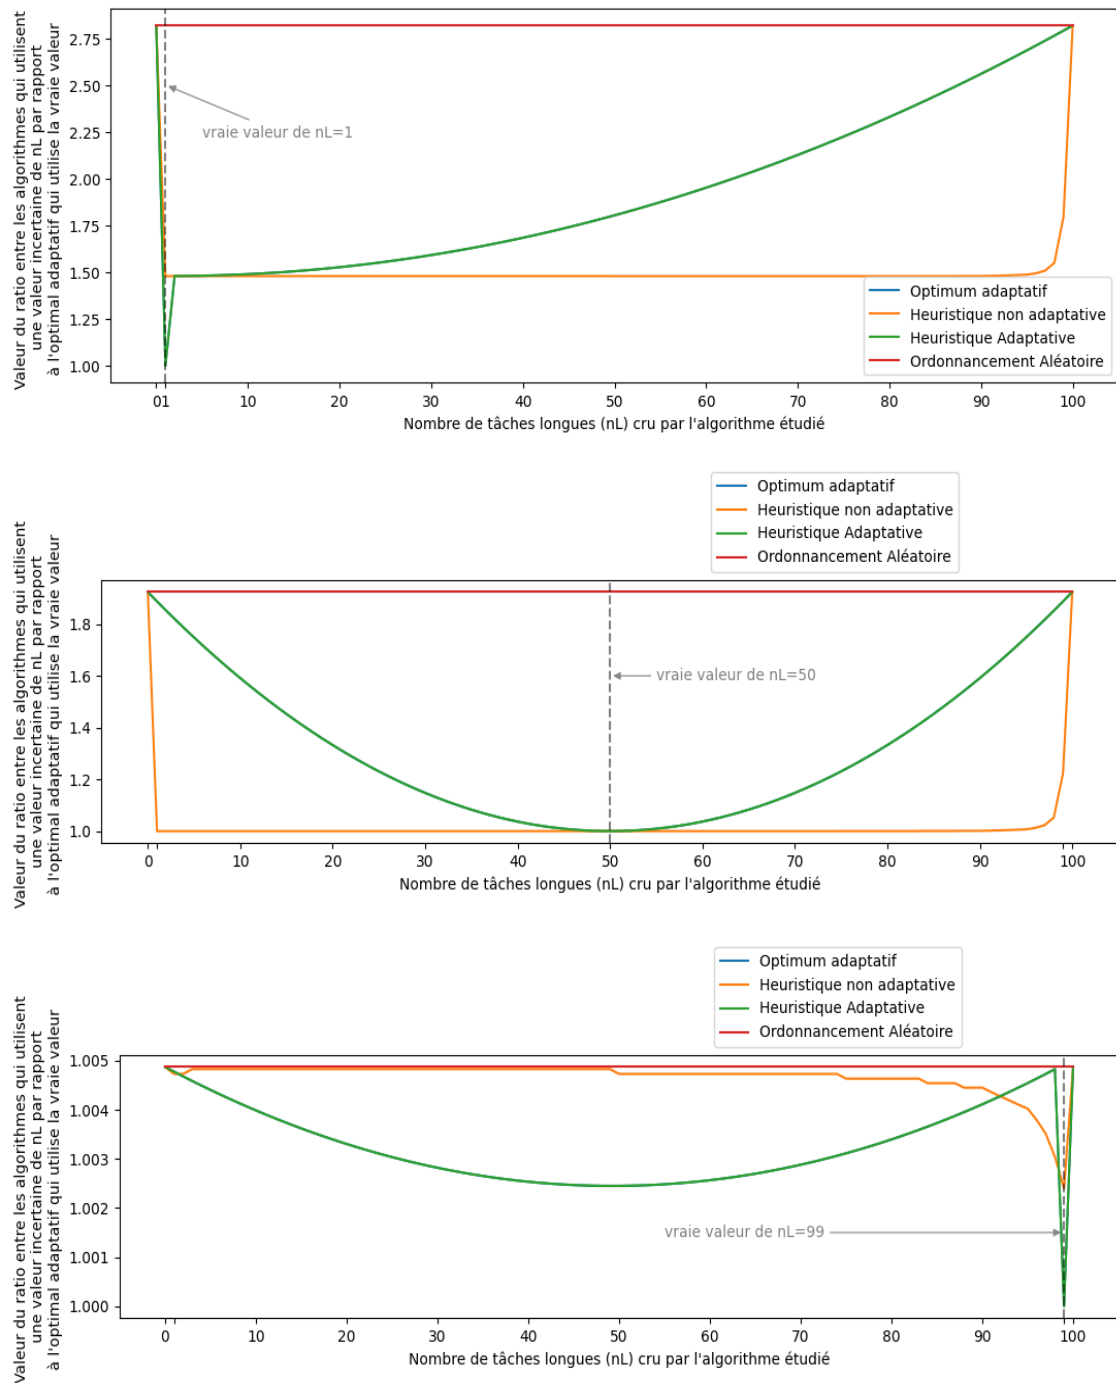 Valeur du ratio entre les algorithmes qui utilisent
une valeur incertaine de nL par rapport
à l'optimal adaptatif qui utilise la vraie valeur
2.75
2.50
2.25
2.00
1.75
1.50
1.25
1.00
vraie valeur de nL=1
Optimum adaptatif
Heuristique non adaptative
Heuristique Adaptative
Ordonnancement Aléatoire
01 10 20 30 40 50 60 70 80 90 100
Nombre de tâches longues (nL) cru par l'algorithme étudié
Optimum adaptatif
Heuristique non adaptative
Heuristique Adaptative
Ordonnancement Aléatoire
Valeur du ratio entre les algorithmes qui utilisent
une valeur incertaine de nL par rapport
à l'optimal adaptatif qui utilise la vraie valeur
1.8
1.6
1.4
1.2
1.0
vraie valeur de nL=50
0 10 20 30 40 50 60 70 80 90 100
Nombre de tâches longues (nL) cru par l'algorithme étudié
Optimum adaptatif
Heuristique non adaptative
Heuristique Adaptative
Ordonnancement Aléatoire
Valeur du ratio entre les algorithmes qui utilisent
une valeur incertaine de nL par rapport
à l'optimal adaptatif qui utilise la vraie valeur
1.005
1.004
1.003
1.002
1.001
1.000
vraie valeur de nL=99
0 10 20 30 40 50 60 70 80 90 100
Nombre de tâches longues (nL) cru par l'algorithme étudié